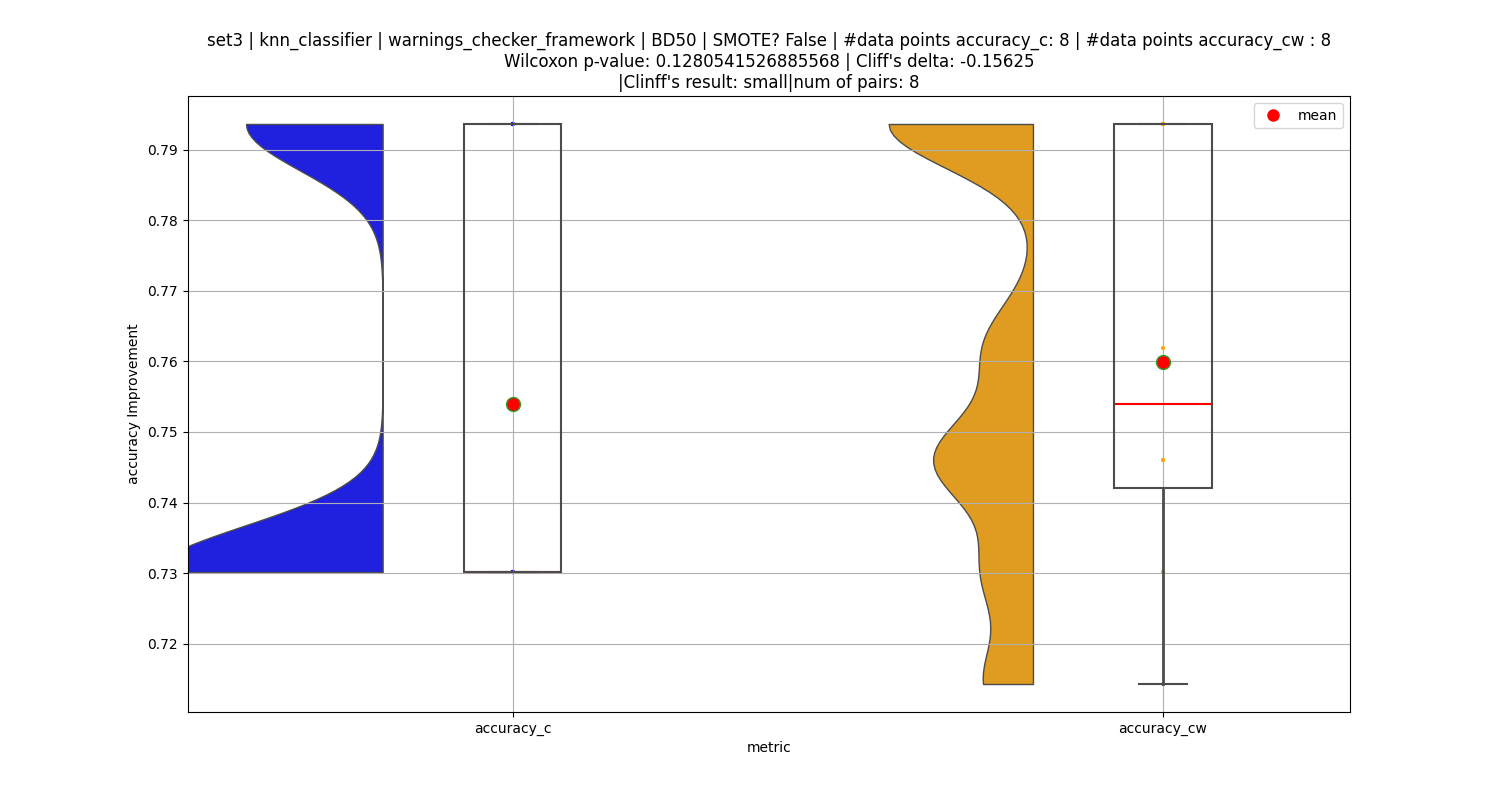 set3 | knn_classifier | warnings_checker_framework | BD50 | SMOTE? False | #data points accuracy_c: 8 | #data points accuracy_cw : 8
Wilcoxon p-value: 0.1280541526885568 | Cliff's delta: -0.15625
|Clinff's result: small|num of pairs: 8
mean
0.79
0.78
0.77
0.76
0.75
0.74
0.73
0.72
accuracy Improvement
accuracy_c
accuracy_cw
metric